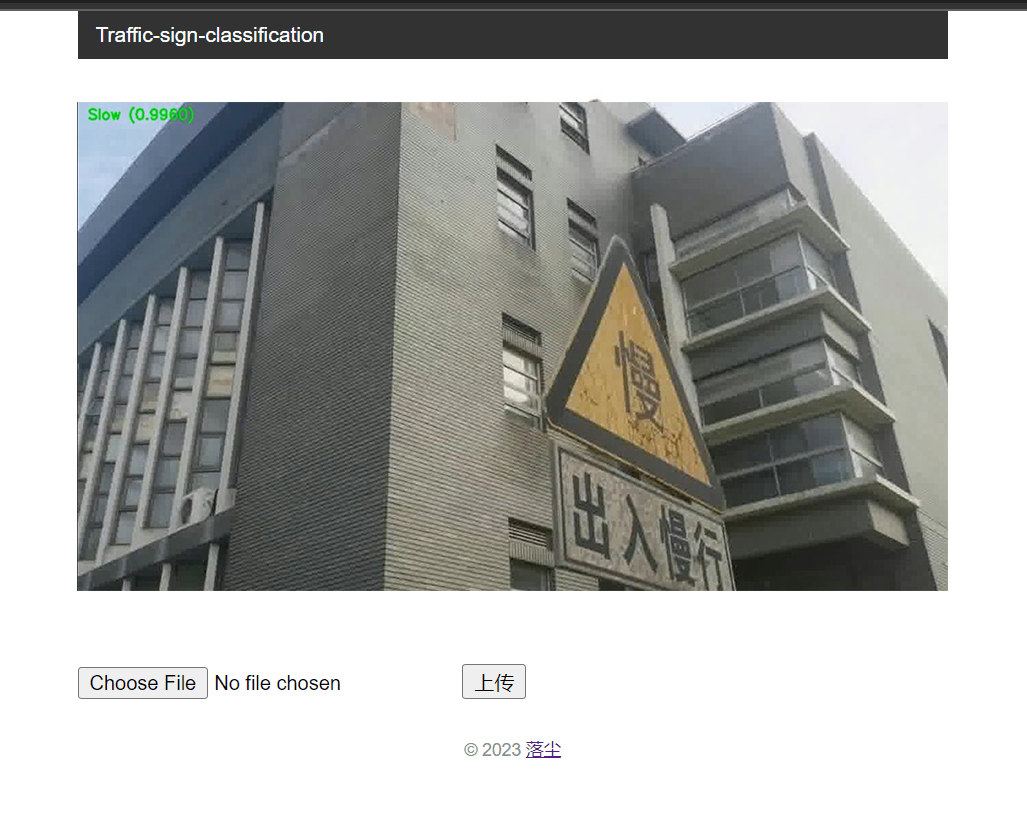 Traffic-sign-classification
Slow (0.9960)
慢
出入慢行
Choose File No file chosen 上传
© 2023 落尘